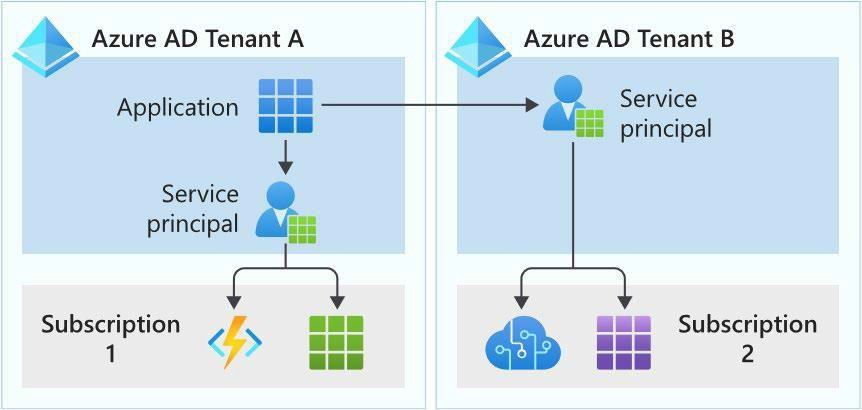 Azure AD Tenant A
Application
Service
principal
Subscription
1
Azure AD Tenant B
Service
principal
Subscription
2